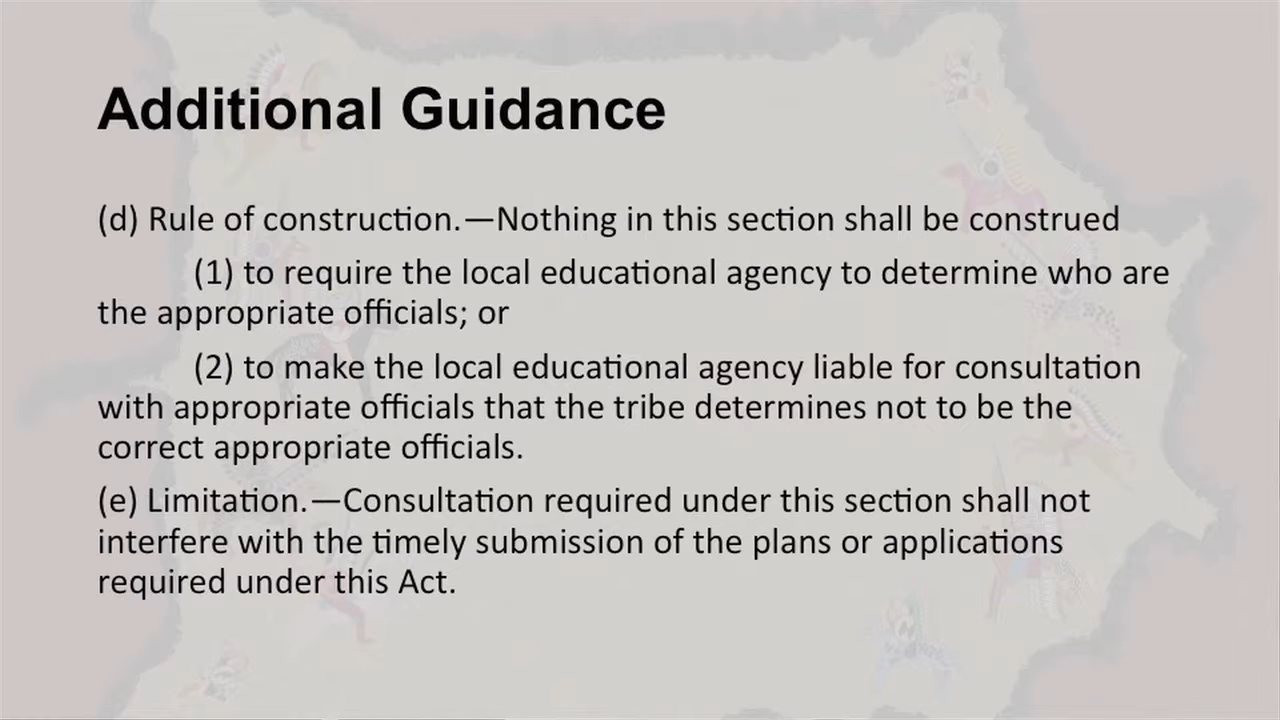 Additional Guidance
(d) Rule of construction.—Nothing in this section shall be construed
(1) to require the local educational agency to determine who are
the appropriate officials; or
(2) to make the local educational agency liable for consultation
with appropriate officials that the tribe determines not to be the
correct appropriate officials.
(e) Limitation.—Consultation required under this section shall not
interfere with the timely submission of the plans or applications
required under this Act.